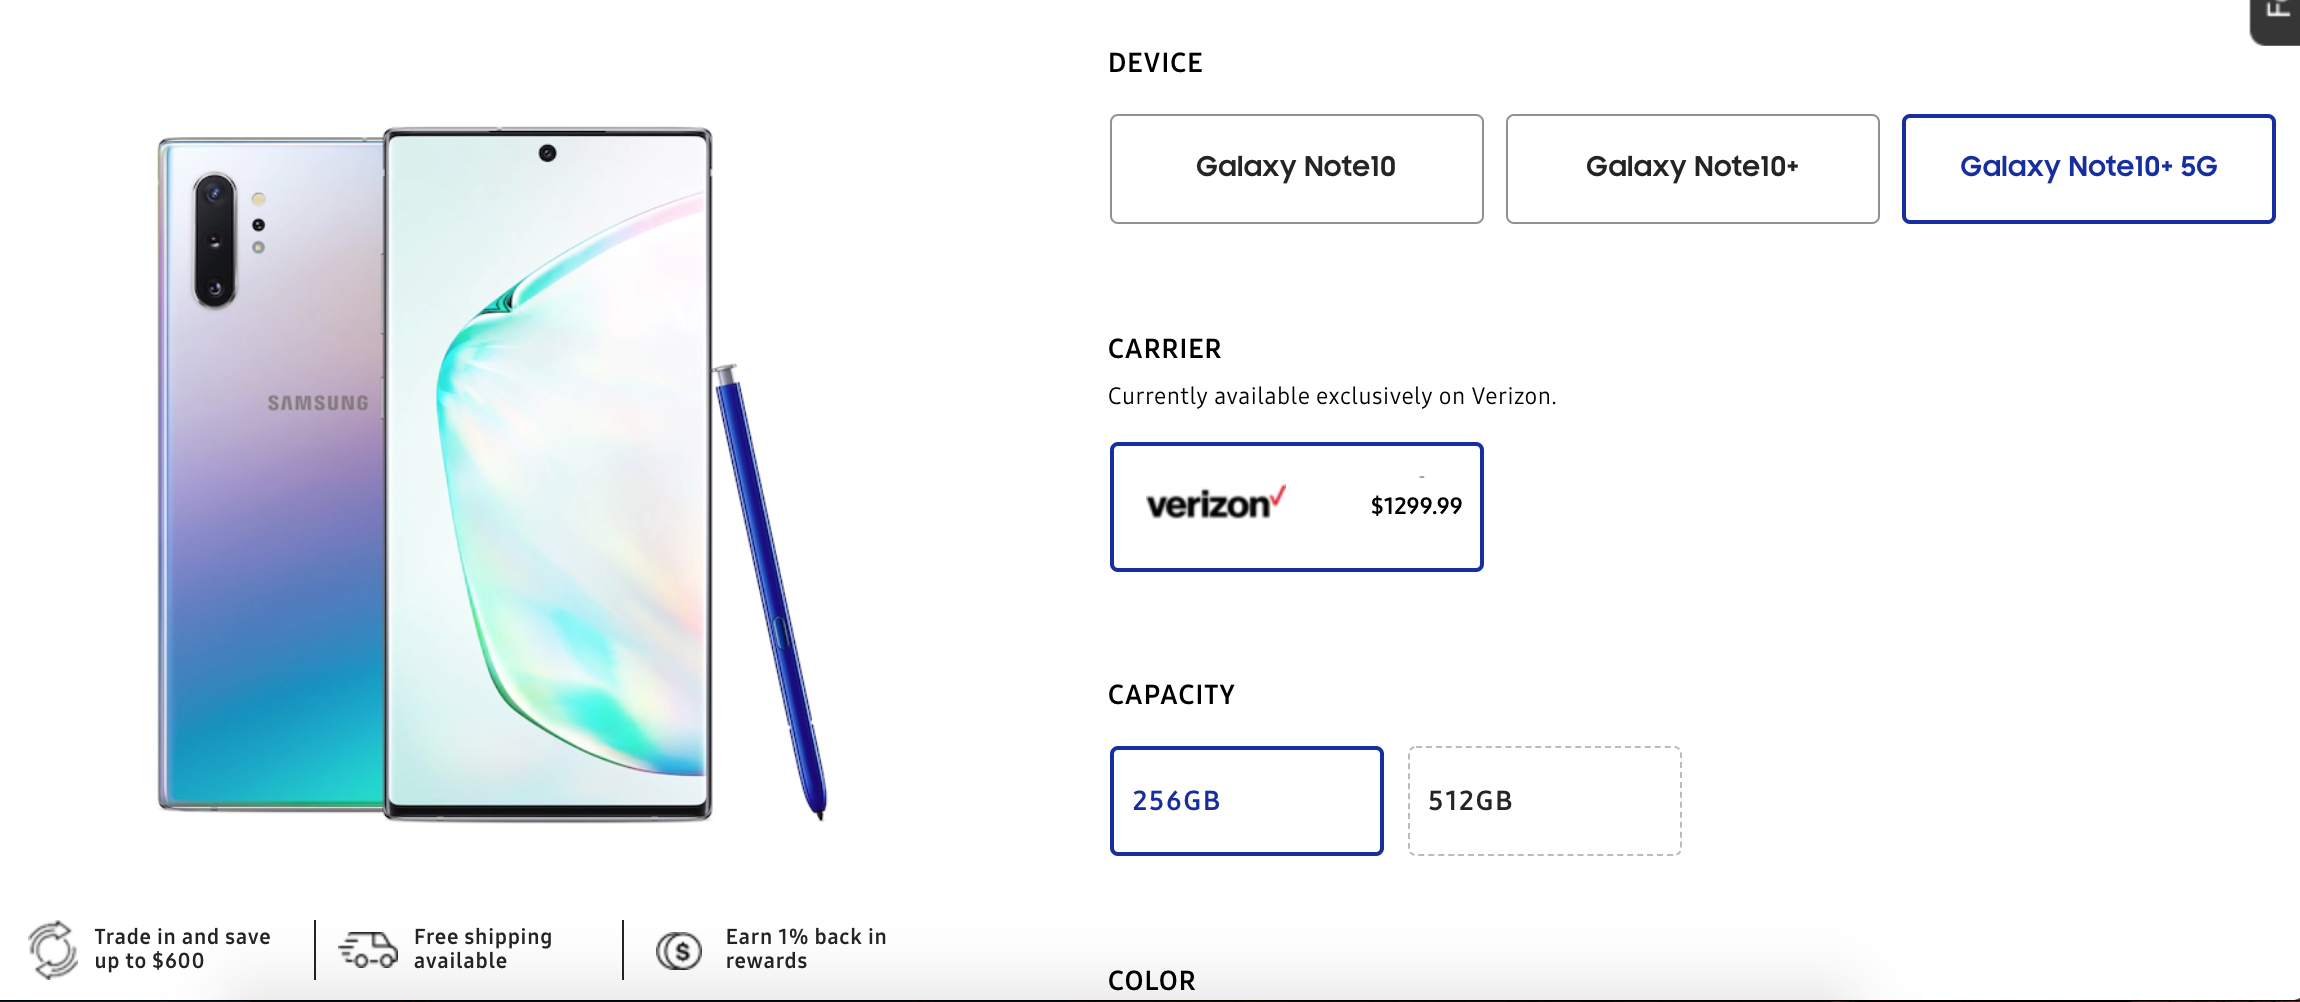 DEVICE
Galaxy Note10
Galaxy Note10+
Galaxy Note10+ 5G
CARRIER
Currently available exclusively on Verizon.
verizon
-
$1299.99
CAPACITY
256GB
512GB
COLOR
SAMSUNG
Trade in and save
up to $600
Free shipping
available
Earn 1% back in
rewards